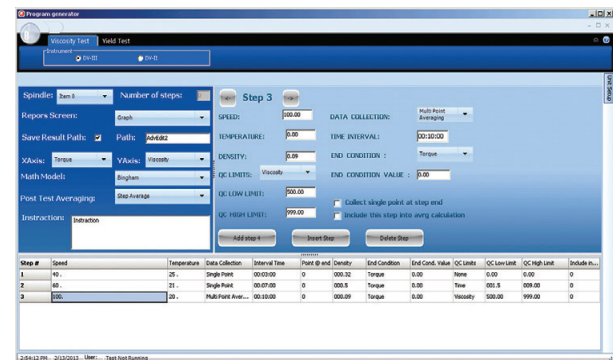 Program generator
Viscosity Test Yield Test
Instrument
DV-III DV-II
Unit Setup
Spindle: Item 8 Number of steps:
Repors Screen: Graph
Save Result Path: Path: AdvEdit2
XAxis: Torque YAxis: Viscosity
Math Model: Bingham
Post Test Averaging: Step Average
Instruction: Instruction
Step 3
SPEED: 100.00 DATA COLLECTION: Multi Point Averaging
TEMPERATURE: 0.00 TIME INTERVAL: 00:10:00
DENSITY: 0.09 END CONDITION : Torque
QC LIMITS: Viscosity END CONDITION VALUE : 0.00
QC LOW LIMIT: 500.00
Collect single point at step end
QC HIGH LIMIT: 999.00 Include this step into avrg calculation
Add step 4 Insert Step Delete Step
Step # Speed Temperature Data Collection Interval Time Point @ end Density End Condition End Cond. Value QC Limits QC Low Limit QC High Limit Include in...
1 40 . 25 . Single Point 00:03:00 0 000.32 Torque 0.00 None 0.00 0.00 0
2 60 . 21 . Single Point 00:07:00 0 000.5 Torque 0.00 Time 001.5 009.00 0
3 100. 20 . Multi Point Aver... 00:10:00 0 000.09 Torque 0.00 Viscosity 500.00 999.00 0
2:54:12 PM 2/13/2013 User: Test Not Running